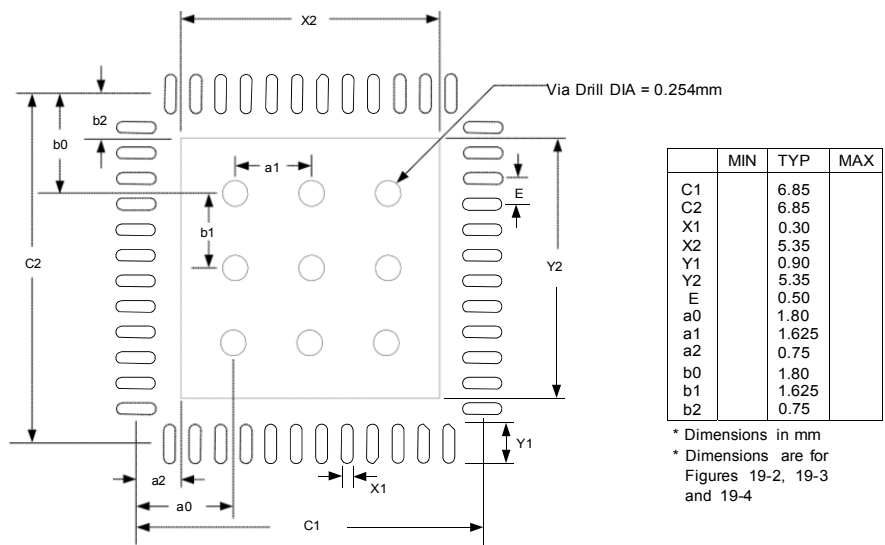 X2
Via Drill DIA = 0.254mm
b2
b0
a1
E
b1
C2
Y2
Y1
a2
X1
a0
C1
MIN TYP MAX
C1 6.85
C2 6.85
X1 0.30
X2 5.35
Y1 0.90
Y2 5.35
E 0.50
a0 1.80
a1 1.625
a2 0.75
b0 1.80
b1 1.625
b2 0.75
* Dimensions in mm
* Dimensions are for
Figures 19-2, 19-3
and 19-4